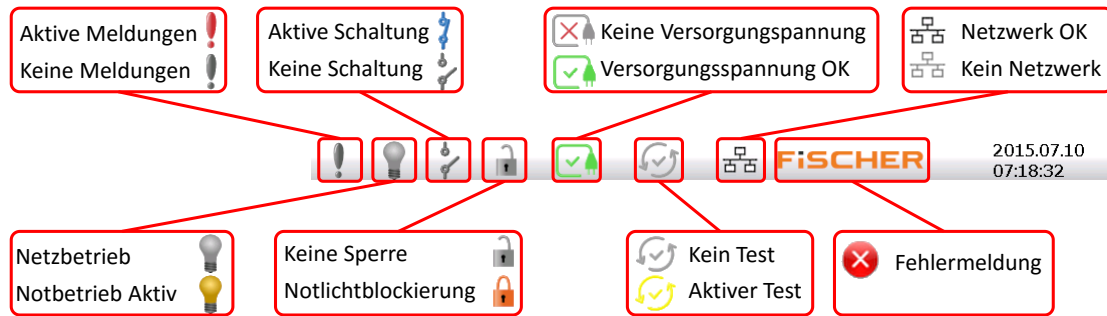 Aktive Meldungen
Keine Meldungen
Aktive Schaltung
Keine Schaltung
Keine Versorgungspannung
Versorgungsspannung OK
Netzwerk OK
Kein Netzwerk
FiSCHER
2015.07.10
07:18:32
Netzbetrieb
Notbetrieb Aktiv
Keine Sperre
Notlichtblockierung
Kein Test
Aktiver Test
Fehlermeldung